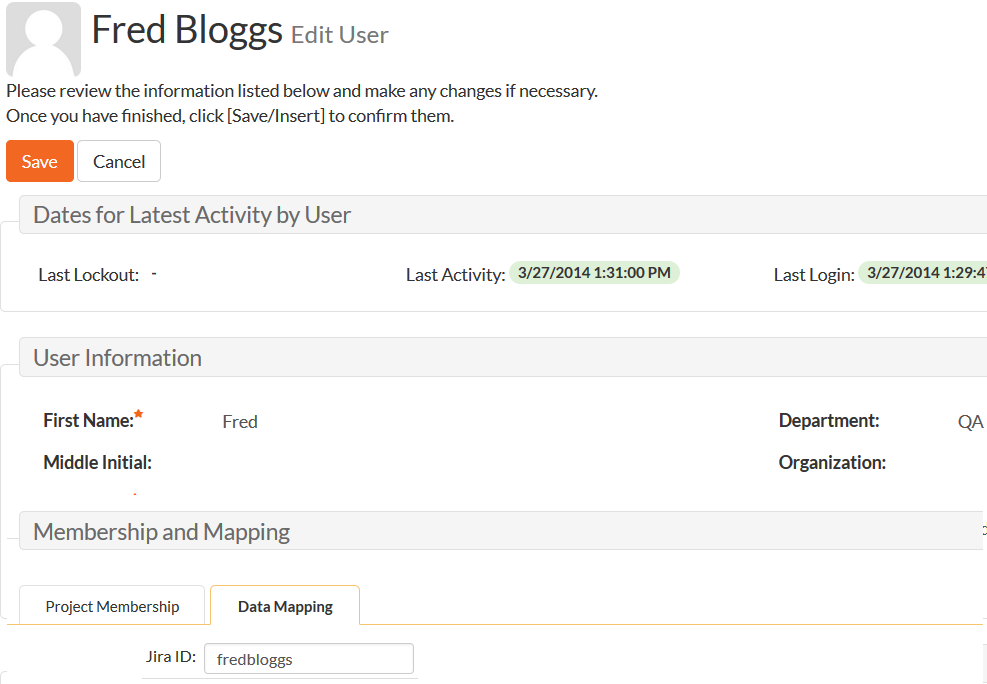 Fred Bloggs Edit User
Please review the information listed below and make any changes if necessary.
Once you have finished, click [Save/Insert] to confirm them.
Save Cancel
Dates for Latest Activity by User
Last Lockout: - Last Activity: 3/27/2014 1:31:00 PM Last Login: 3/27/2014 1:29:4
User Information
First Name:* Fred Department: QA
Middle Initial: Organization:
Membership and Mapping
Project Membership Data Mapping
Jira ID: fredbloggs